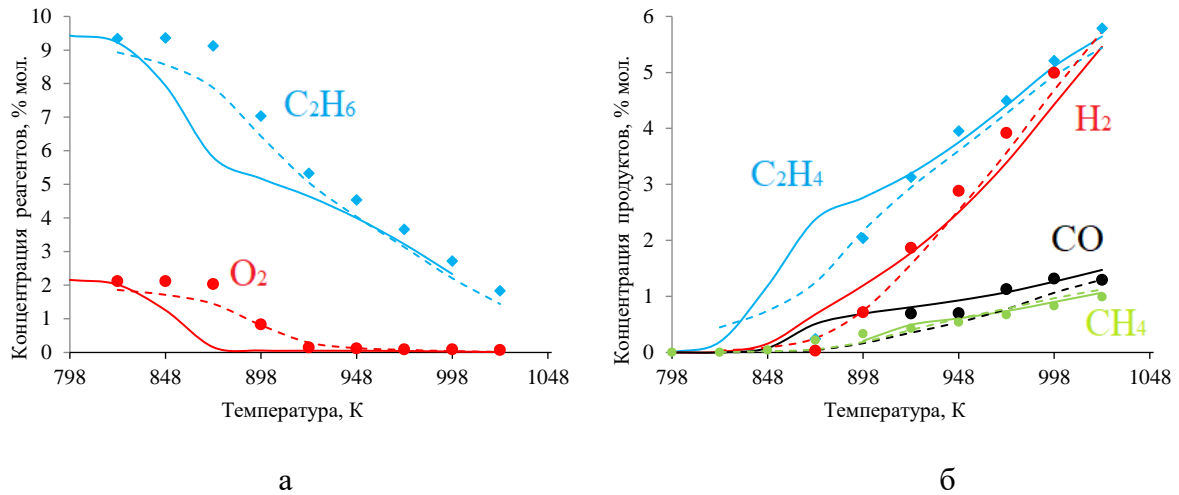 Концентрация реагентов, % мол.
10
9
8
7
6
5
4
3
2
1
0
C2H6
O2
798 848 898 948 998 1048
Температура, К
а
Концентрация продуктов, % мол.
6
5
4
3
2
1
0
C2H4
H2
CO
CH4
798 848 898 948 998 1048
Температура, К
б